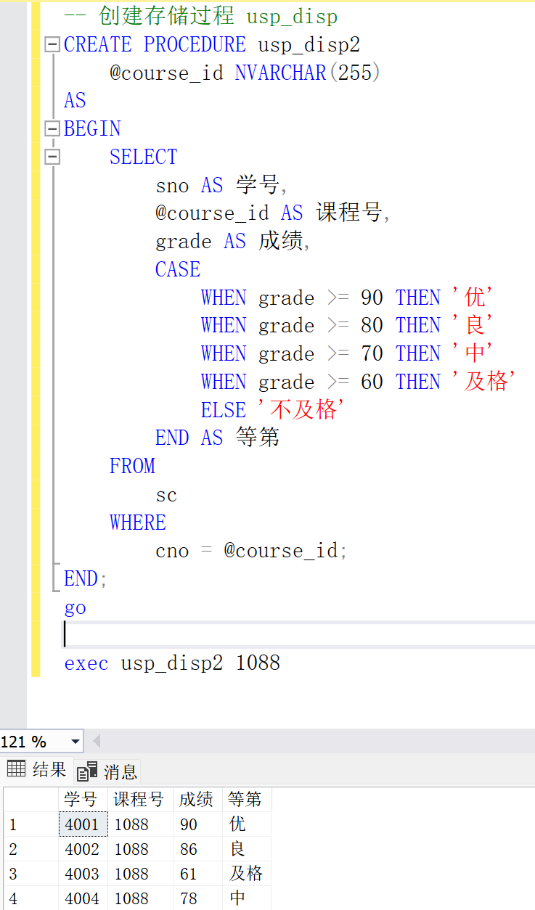 -- 创建存储过程 usp_disp
CREATE PROCEDURE usp_disp2
@course_id NVARCHAR(255)
AS
BEGIN
SELECT
sno AS 学号,
@course_id AS 课程号,
grade AS 成绩,
CASE
WHEN grade >= 90 THEN '优'
WHEN grade >= 80 THEN '良'
WHEN grade >= 70 THEN '中'
WHEN grade >= 60 THEN '及格'
ELSE '不及格'
END AS 等第
FROM
sc
WHERE
cno = @course_id;
END;
go
exec usp_disp2 1088
121 %
结果 消息
学号 课程号 成绩 等第
1 4001 1088 90 优
2 4002 1088 86 良
3 4003 1088 61 及格
4 4004 1088 78 中